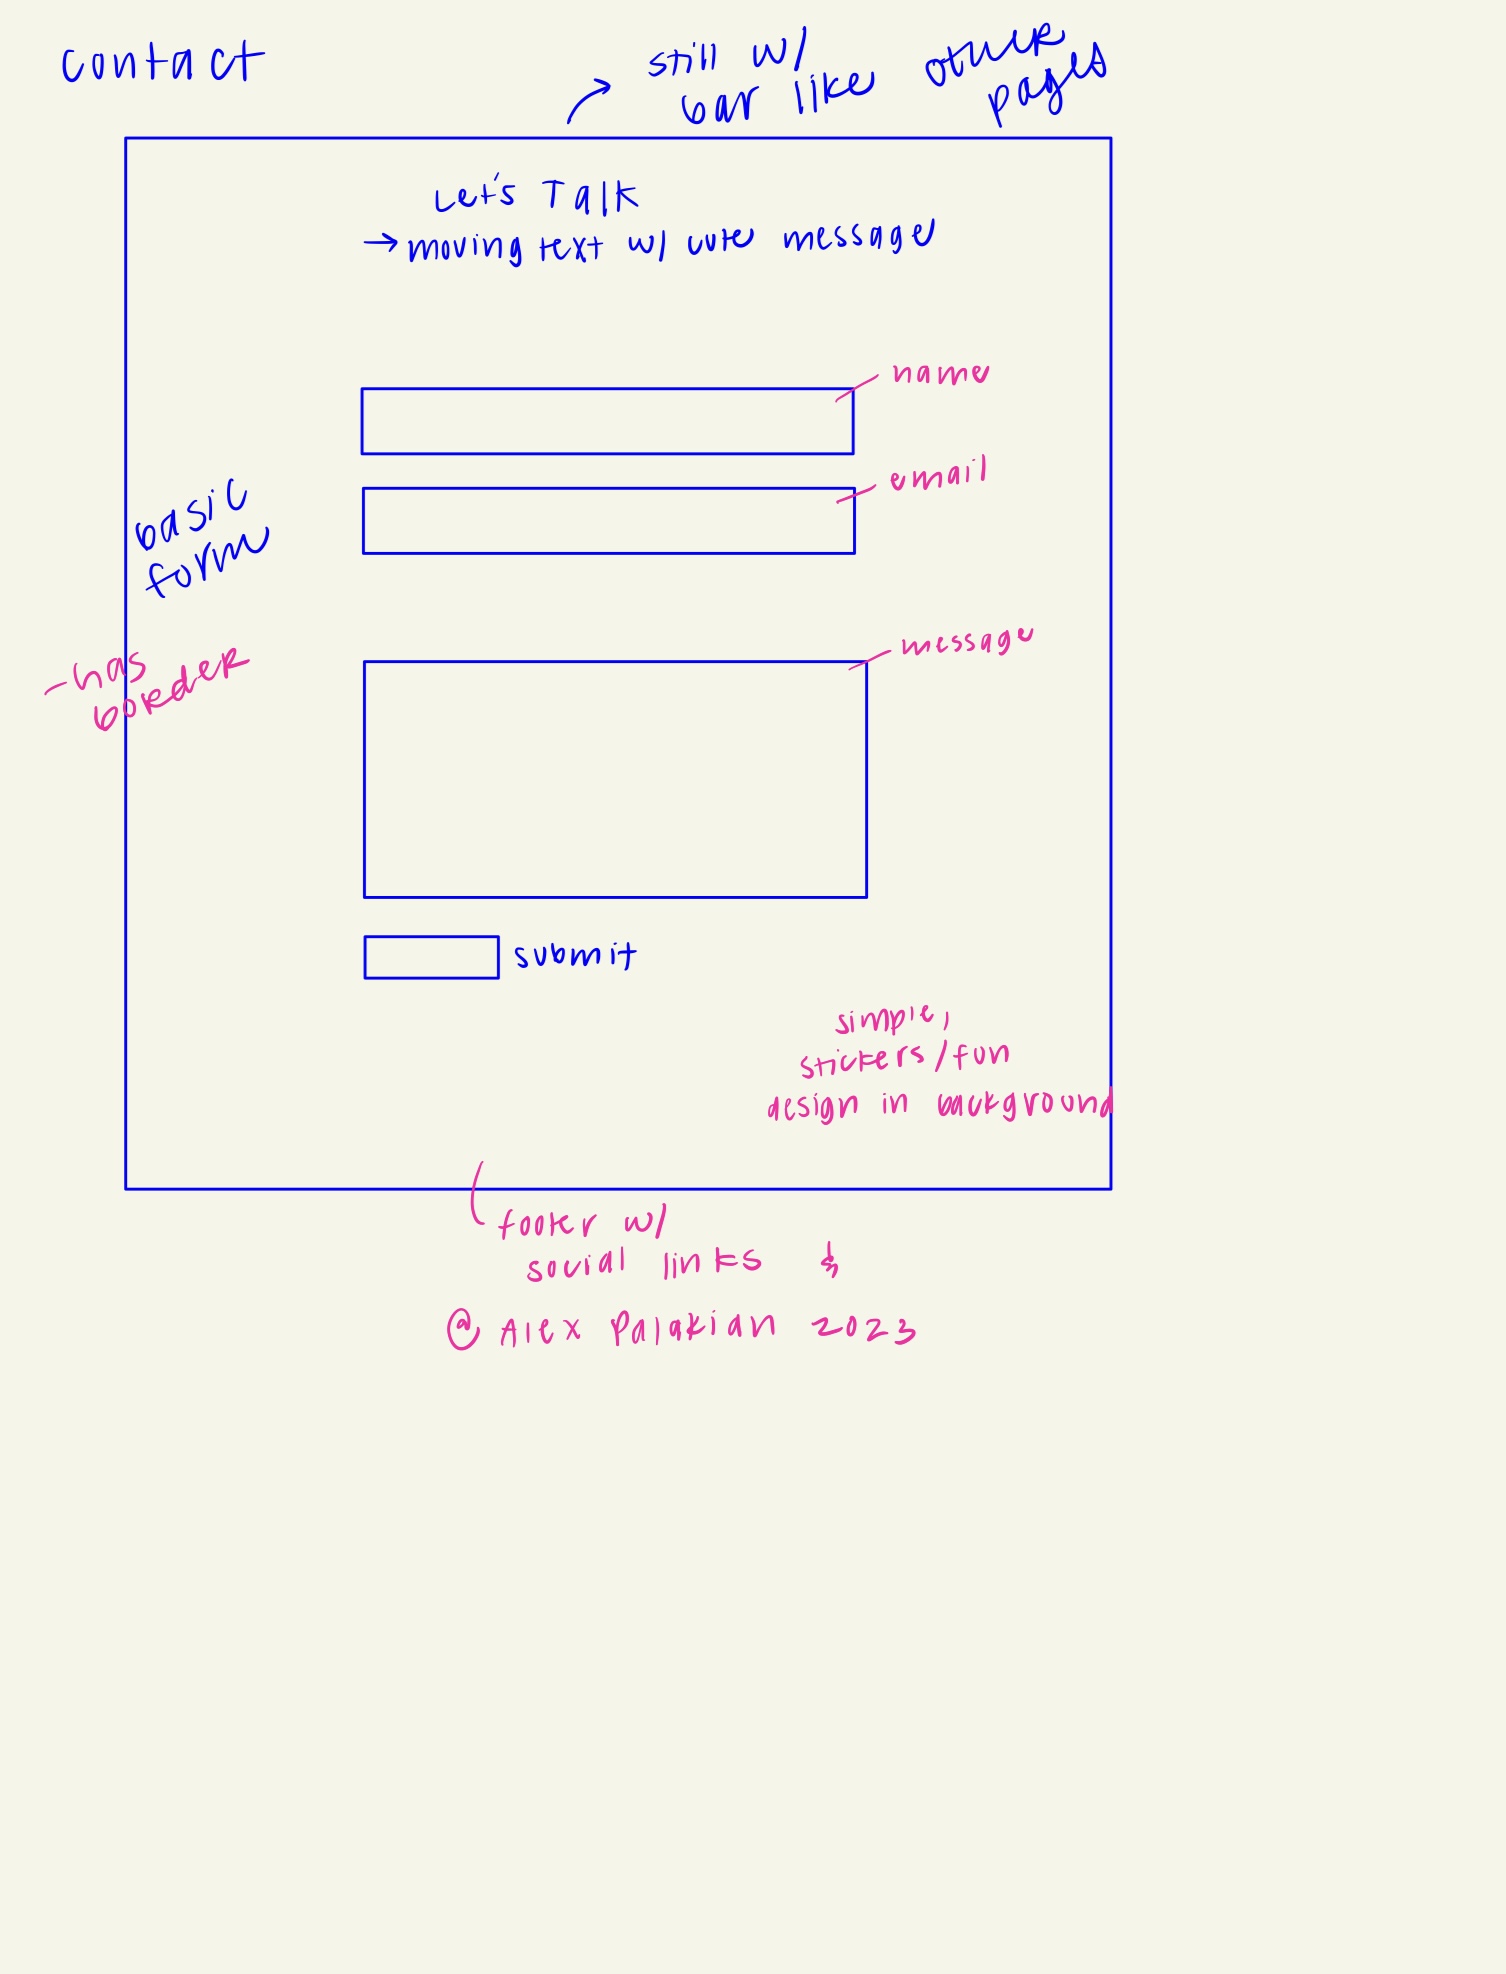 contact
still w/
bar like other
pages
Let's Talk
→ moving text w/ cute message
name
email
basic
form
message
- has
border
submit
simple,
stickers/fun
design in background
footer w/
social links &
@ Alex Palakian 2023